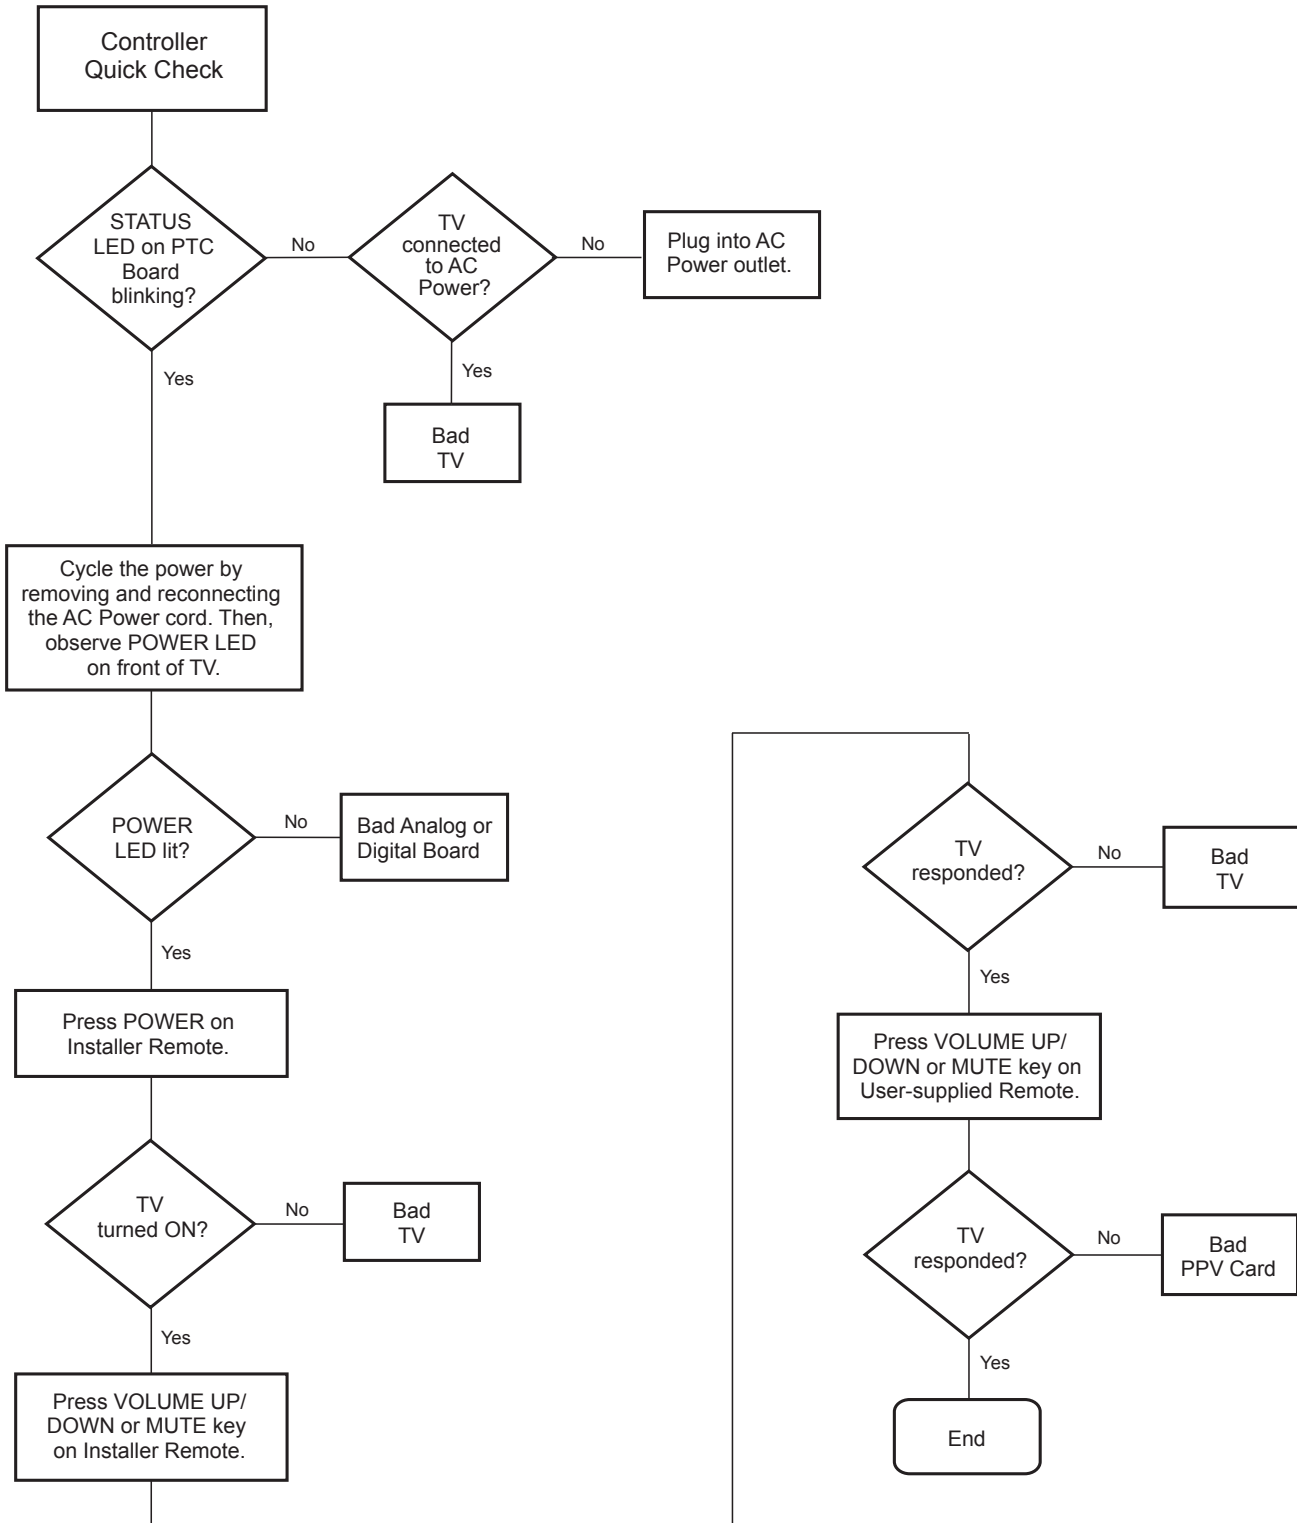 Controller
Quick Check
STATUS
LED on PTC
Board
blinking?
No
TV
connected
to AC
Power?
No
Plug into AC
Power outlet.
Yes
Yes
Bad
TV
Cycle the power by
removing and reconnecting
the AC Power cord. Then,
observe POWER LED
on front of TV.
POWER
LED lit?
No
Bad Analog or
Digital Board
Yes
Press POWER on
Installer Remote.
TV
turned ON?
No
Bad
TV
Yes
Press VOLUME UP/
DOWN or MUTE key
on Installer Remote.
TV
responded?
No
Bad
TV
Yes
Press VOLUME UP/
DOWN or MUTE key on
User-supplied Remote.
TV
responded?
No
Bad
PPV Card
Yes
End